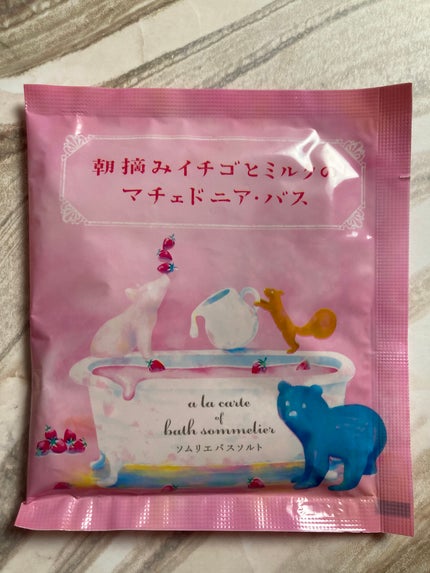 朝摘みイチゴとミルクの
マチェドニア・バス
a la carte
of
bath sommelier
ソムリエバスソルト